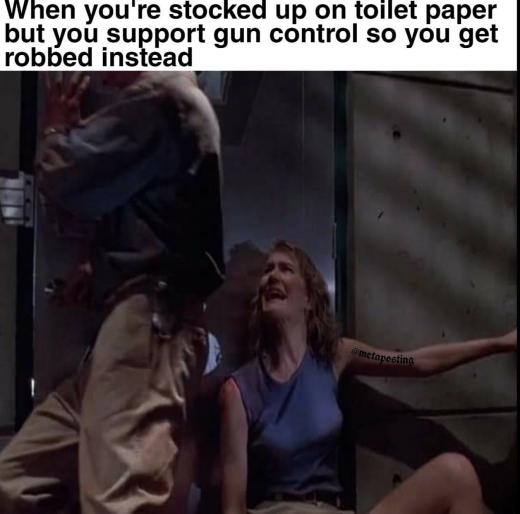 When you're stocked up on toilet paper
but you support gun control so you get
robbed instead
@metaposting